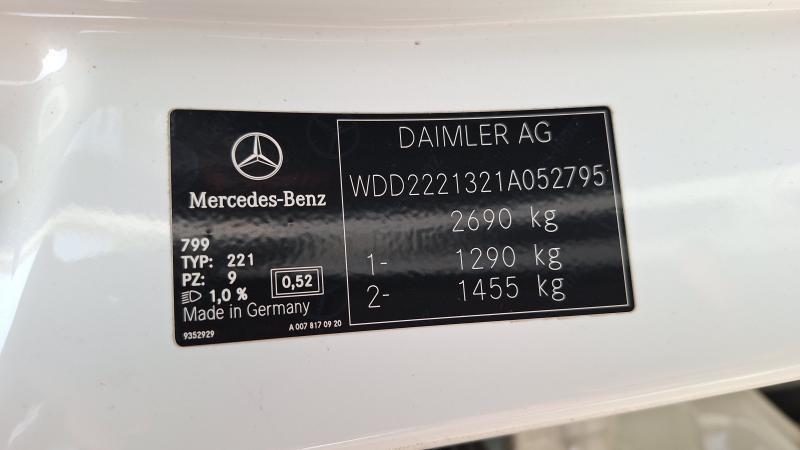 Mercedes-Benz
799
TYP: 221
PZ: 9
0,52
1,0 %
Made in Germany
9352929
A 007 817 09 20
DAIMLER AG
WDD2221321A052795
2690 kg
1- 1290 kg
2- 1455 kg